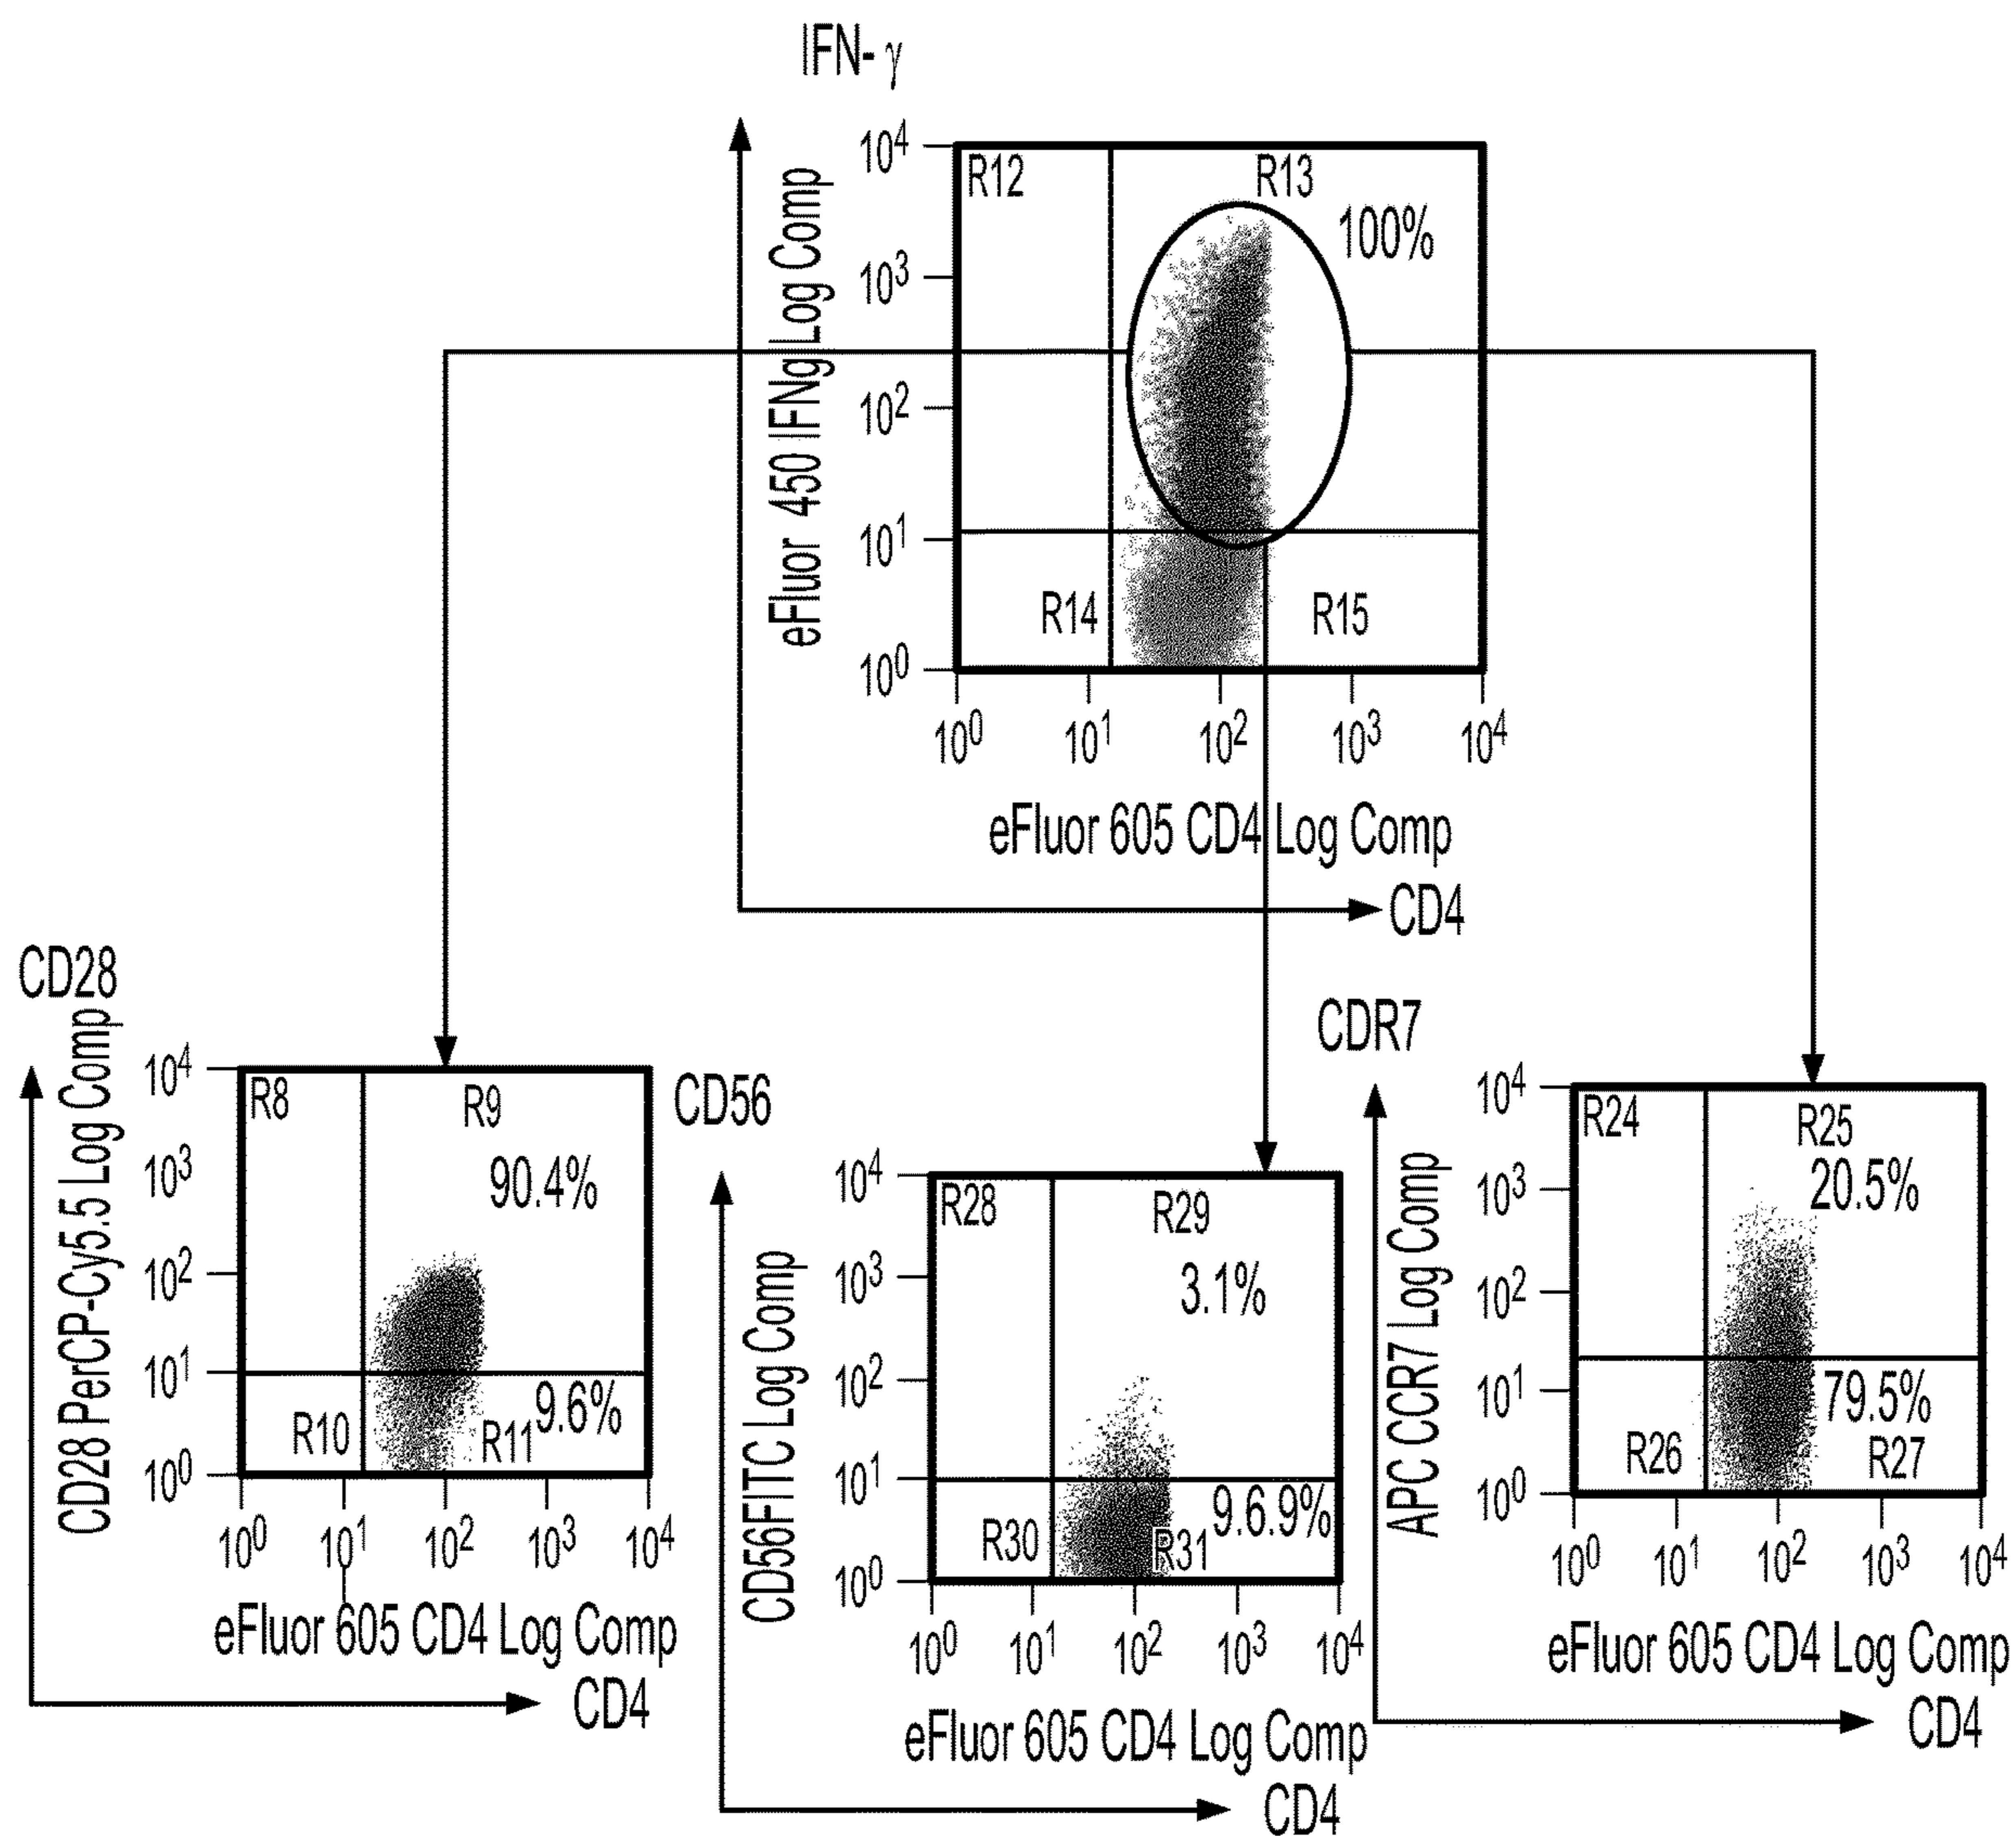 IFN- γ
eFluor 450 IFNg Log Comp
10⁴
10³
10²
10¹
10⁰
R12
R13
100%
R14
R15
10⁰ 10¹ 10² 10³ 10⁴
eFluor 605 CD4 Log Comp
CD4
CD28
CD28 PerCP-Cy5.5 Log Comp
10⁴
10³
10²
10¹
10⁰
R8
R9
90.4%
R10
R11
9.6%
10⁰ 10¹ 10² 10³ 10⁴
eFluor 605 CD4 Log Comp
CD4
CD56
CD56FITC Log Comp
10⁴
10³
10²
10¹
10⁰
R28
R29
3.1%
R30
R31
9.6.9%
10⁰ 10¹ 10² 10³ 10⁴
eFluor 605 CD4 Log Comp
CD4
CDR7
APC CCR7 Log Comp
10⁴
10³
10²
10¹
10⁰
R24
R25
20.5%
79.5%
R26
R27
10⁰ 10¹ 10² 10³ 10⁴
eFluor 605 CD4 Log Comp
CD4